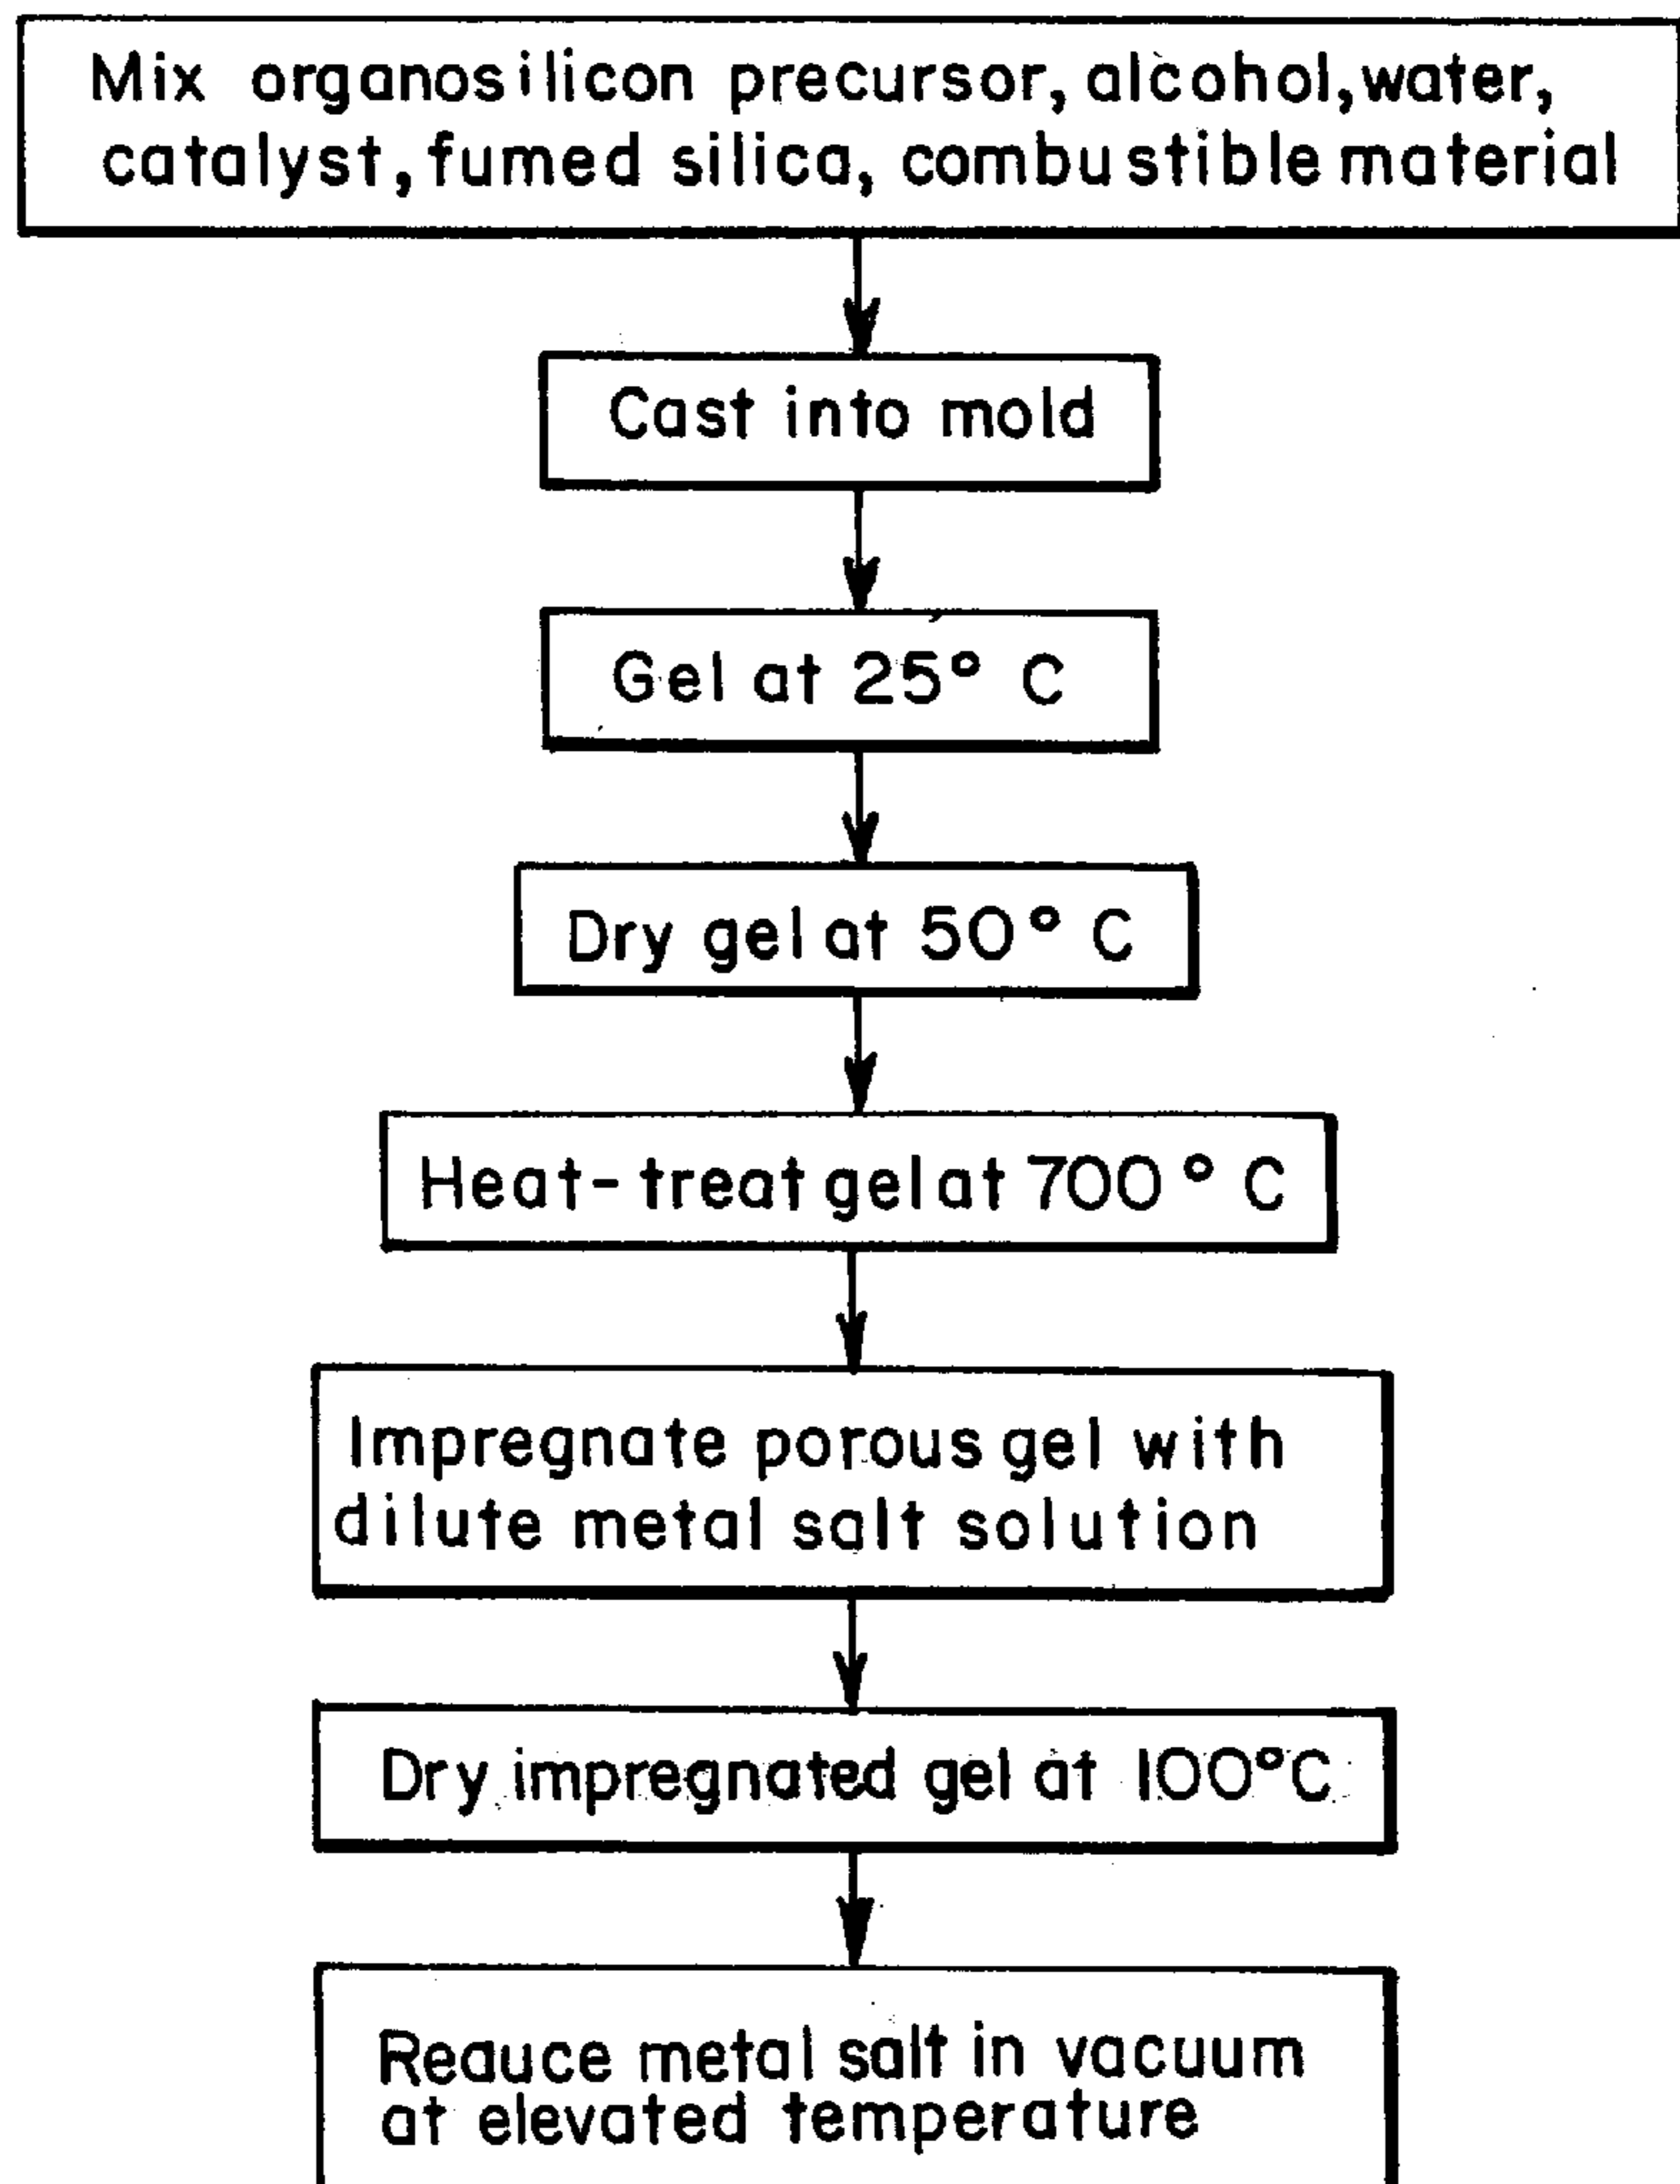 Mix organosilicon precursor, alcohol, water,
catalyst, fumed silica, combustible material
Cast into mold
Gel at 25° C
Dry gel at 50° C
Heat-treat gel at 700° C
Impregnate porous gel with
dilute metal salt solution
Dry impregnated gel at 100°C
Reduce metal salt in vacuum
at elevated temperature